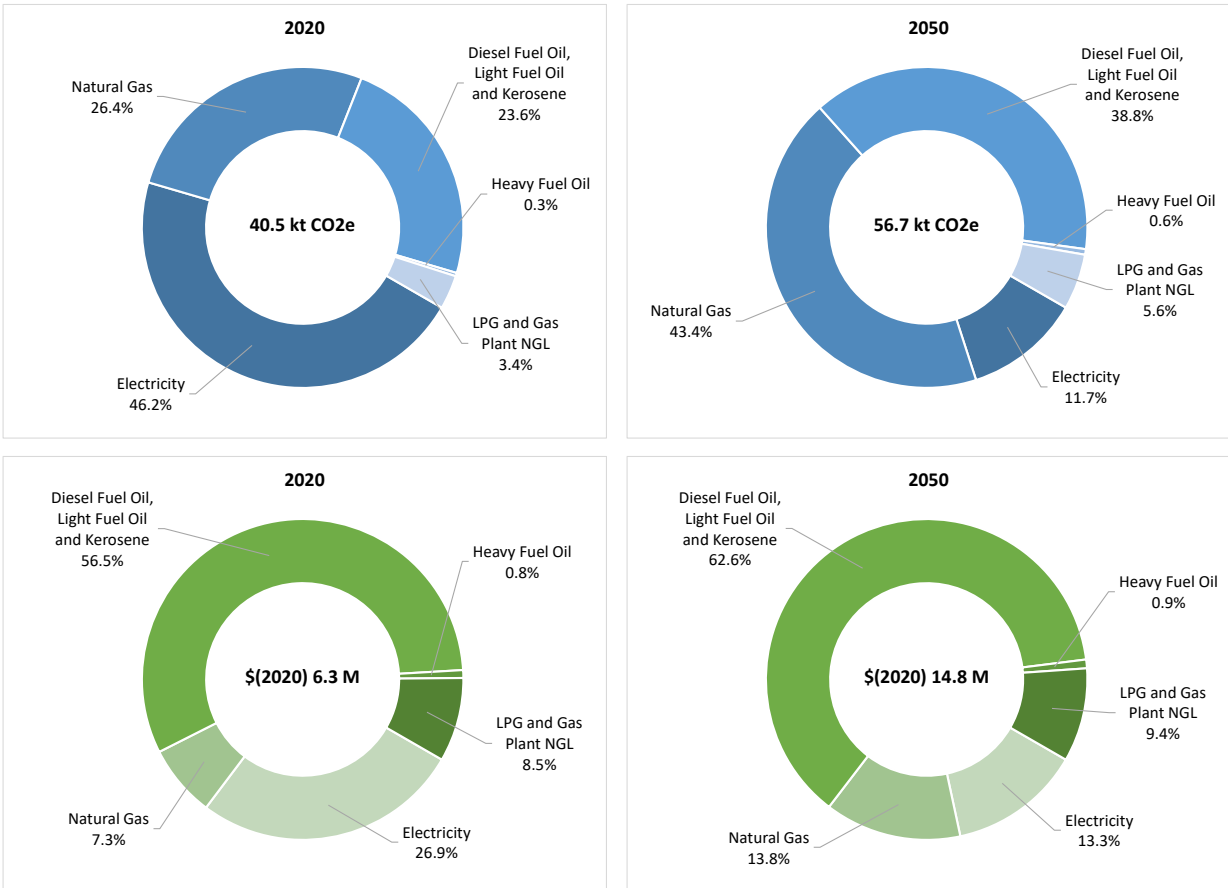 2020
Diesel Fuel Oil,
Light Fuel Oil
and Kerosene
23.6%
Natural Gas
26.4%
Heavy Fuel Oil
0.3%
40.5 kt CO2e
LPG and Gas
Plant NGL
3.4%
Electricity
46.2%
2050
Diesel Fuel Oil,
Light Fuel Oil
and Kerosene
38.8%
Heavy Fuel Oil
0.6%
56.7 kt CO2e
LPG and Gas
Plant NGL
5.6%
Natural Gas
43.4%
Electricity
11.7%
2020
Diesel Fuel Oil,
Light Fuel Oil
and Kerosene
56.5%
Heavy Fuel Oil
0.8%
$(2020) 6.3 M
LPG and Gas
Plant NGL
8.5%
Natural Gas
7.3%
Electricity
26.9%
2050
Diesel Fuel Oil,
Light Fuel Oil
and Kerosene
62.6%
Heavy Fuel Oil
0.9%
$(2020) 14.8 M
LPG and Gas
Plant NGL
9.4%
Natural Gas
13.8%
Electricity
13.3%